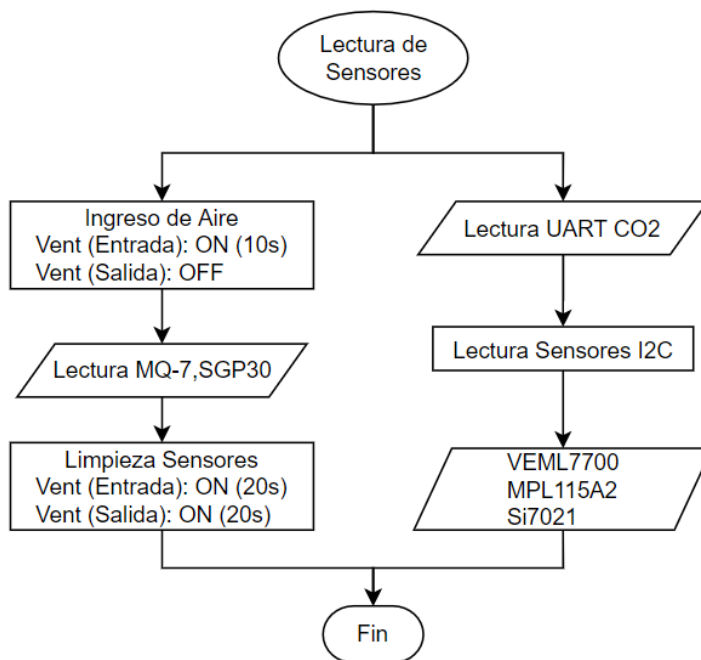 Lectura de
Sensores
Ingreso de Aire
Vent (Entrada): ON (10s)
Vent (Salida): OFF
Lectura MQ-7,SGP30
Limpieza Sensores
Vent (Entrada): ON (20s)
Vent (Salida): ON (20s)
Lectura UART CO2
Lectura Sensores I2C
VEML7700
MPL115A2
Si7021
Fin